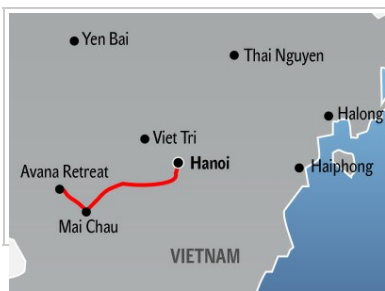 Yen Bai
Thai Nguyen
Halong
Viet Tri
Hanoi
Haiphong
Avana Retreat
Mai Chau
VIETNAM